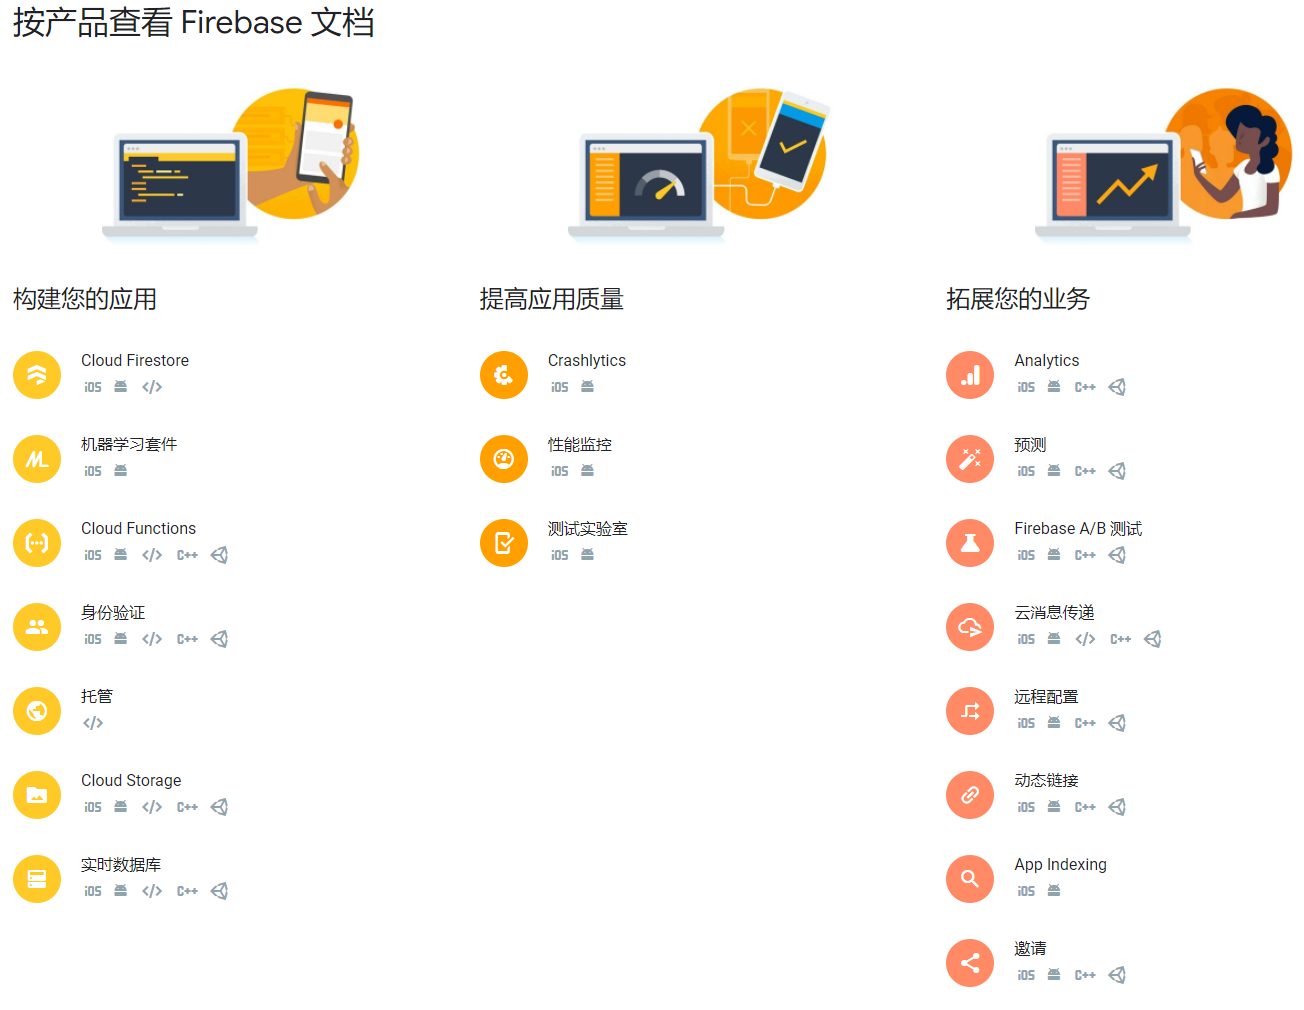 按产品查看 Firebase 文档
构建您的应用
Cloud Firestore
iOS </>
机器学习套件
iOS
Cloud Functions
iOS </> C++
身份验证
iOS </> C++
托管
</>
Cloud Storage
iOS </> C++
实时数据库
iOS </> C++
提高应用质量
Crashlytics
iOS
性能监控
iOS
测试实验室
iOS
拓展您的业务
Analytics
iOS C++
预测
iOS C++
Firebase A/B 测试
iOS C++
云消息传递
iOS </> C++
远程配置
iOS C++
动态链接
iOS C++
App Indexing
iOS
邀请
iOS C++